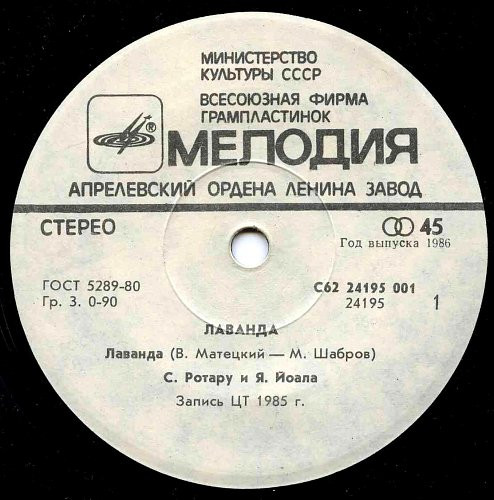 МИНИСТЕРСТВО
КУЛЬТУРЫ СССР
ВСЕСОЮЗНАЯ ФИРМА
ГРАМПЛАСТИНОК
® МЕЛОДИЯ
АПРЕЛЕВСКИЙ ОРДЕНА ЛЕНИНА ЗАВОД
СТЕРЕО 45
Год выпуска 1986
ГОСТ 5289-80 С62 24195 001
Гр. 3. 0-90 24195 1
ЛАВАНДА
Лаванда (В. Матецкий — М. Шабров)
С. Ротару и Я. Йоала
Запись ЦТ 1985 г.